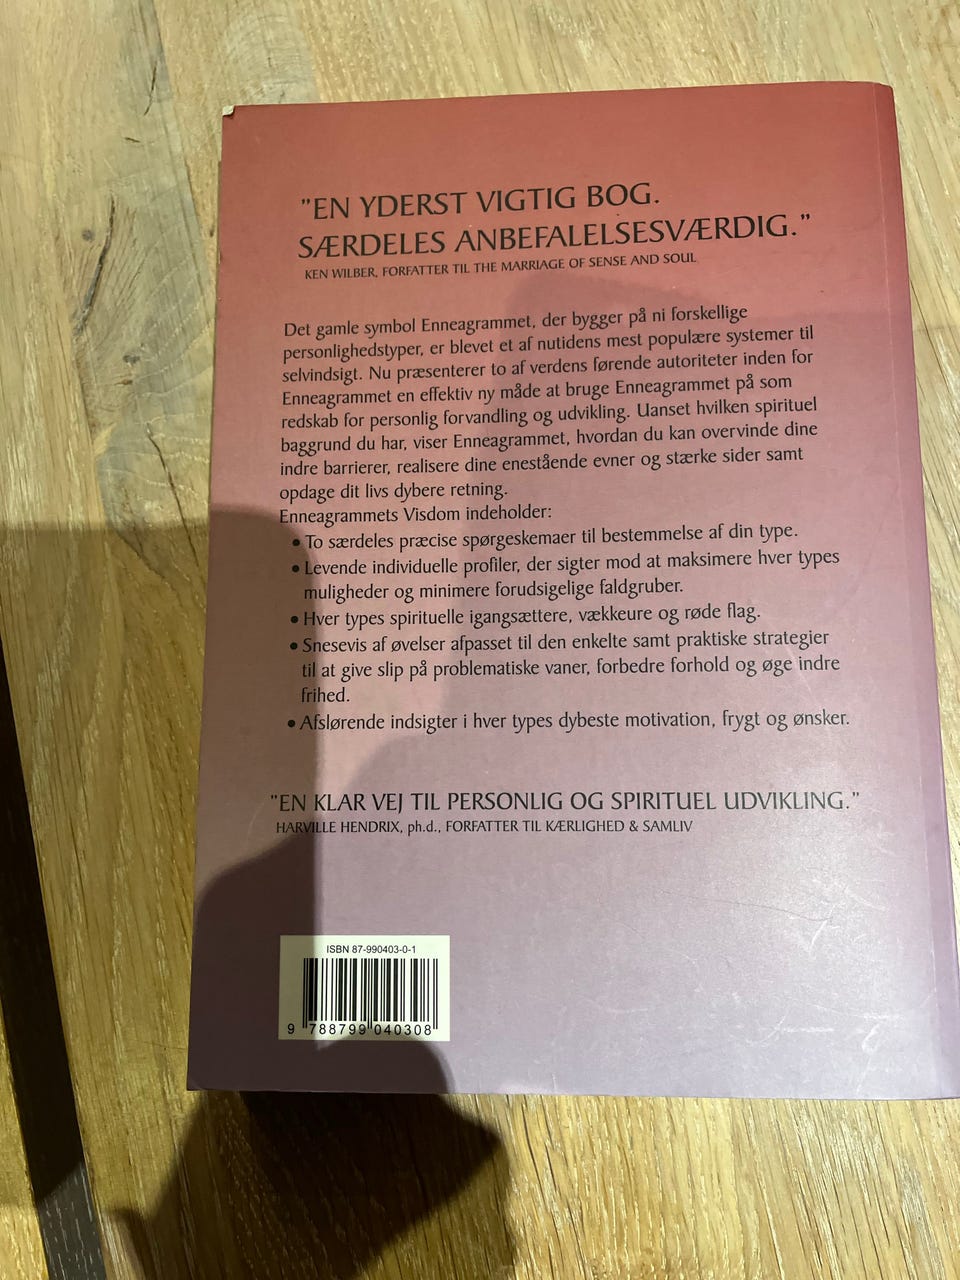 "EN YDERST VIGTIG BOG.
SÆRDELES ANBEFALELSESVÆRDIG."
KEN WILBER, FORFATTER TIL THE MARRIAGE OF SENSE AND SOUL
Det gamle symbol Enneagrammet, der bygger på ni forskellige
personlighedstyper, er blevet et af nutidens mest populære systemer til
selvindsigt. Nu præsenterer to af verdens førende autoriteter inden for
Enneagrammet en effektiv ny måde at bruge Enneagrammet på som
redskab for personlig forvandling og udvikling. Uanset hvilken spirituel
baggrund du har, viser Enneagrammet, hvordan du kan overvinde dine
indre barrierer, realisere dine enestående evner og stærke sider samt
opdage dit livs dybere retning.
Enneagrammets Visdom indeholder:
• To særdeles præcise spørgeskemaer til bestemmelse af din type.
• Levende individuelle profiler, der sigter mod at maksimere hver types
muligheder og minimere forudsigelige faldgruber.
• Hver types spirituelle igangsættere, vækkeure og røde flag.
• Snesevis af øvelser afpasset til den enkelte samt praktiske strategier
til at give slip på problematiske vaner, forbedre forhold og øge indre
frihed.
• Afslørende indsigter i hver types dybeste motivation, frygt og ønsker.
"EN KLAR VEJ TIL PERSONLIG OG SPIRITUEL UDVIKLING."
HARVILLE HENDRIX, ph.d., FORFATTER TIL KÆRLIGHED & SAMLIV
ISBN 87-990403-0-1
9 788799 040308